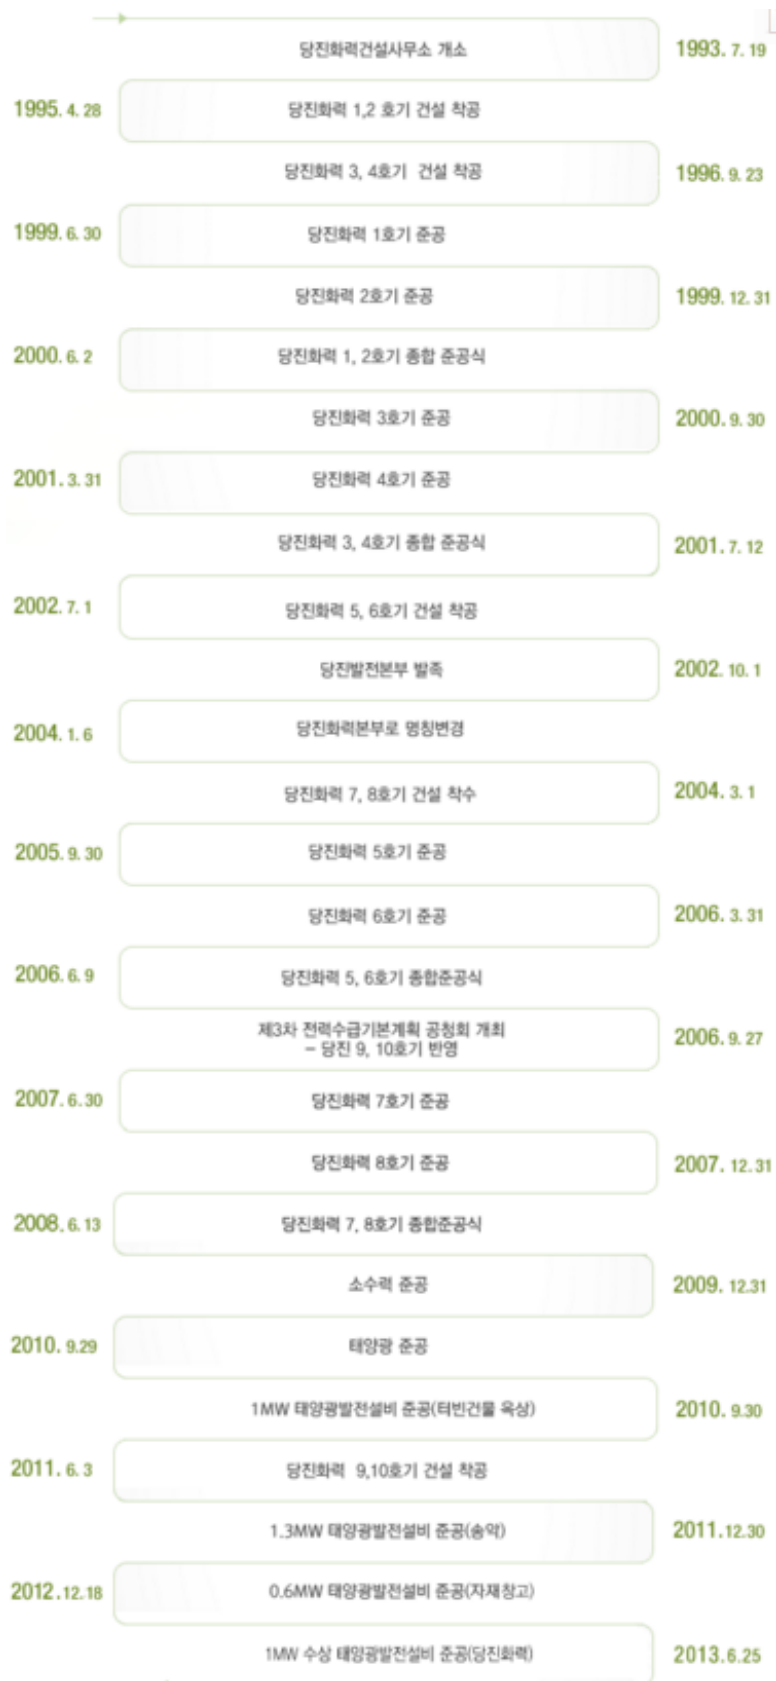 당진화력건설사무소 개소
1993. 7. 19
1995. 4. 28
당진화력 1,2 호기 건설 착공
당진화력 3, 4호기 건설 착공
1996. 9. 23
1999. 6. 30
당진화력 1호기 준공
당진화력 2호기 준공
1999. 12. 31
2000. 6. 2
당진화력 1, 2호기 종합 준공식
당진화력 3호기 준공
2000. 9. 30
2001. 3. 31
당진화력 4호기 준공
당진화력 3, 4호기 종합 준공식
2001. 7. 12
2002. 7. 1
당진화력 5, 6호기 건설 착공
당진발전본부 발족
2002. 10. 1
2004. 1. 6
당진화력본부로 명칭변경
당진화력 7, 8호기 건설 착수
2004. 3. 1
2005. 9. 30
당진화력 5호기 준공
당진화력 6호기 준공
2006. 3. 31
2006. 6. 9
당진화력 5, 6호기 종합준공식
제3차 전력수급기본계획 공청회 개최
- 당진 9, 10호기 반영
2006. 9. 27
2007. 6. 30
당진화력 7호기 준공
당진화력 8호기 준공
2007. 12. 31
2008. 6. 13
당진화력 7, 8호기 종합준공식
소수력 준공
2009. 12.31
2010. 9.29
태양광 준공
1MW 태양광발전설비 준공(터빈건물 옥상)
2010. 9.30
2011. 6. 3
당진화력 9,10호기 건설 착공
1.3MW 태양광발전설비 준공(송악)
2011.12.30
2012.12.18
0.6MW 태양광발전설비 준공(자재창고)
1MW 수상 태양광발전설비 준공(당진화력)
2013.6.25